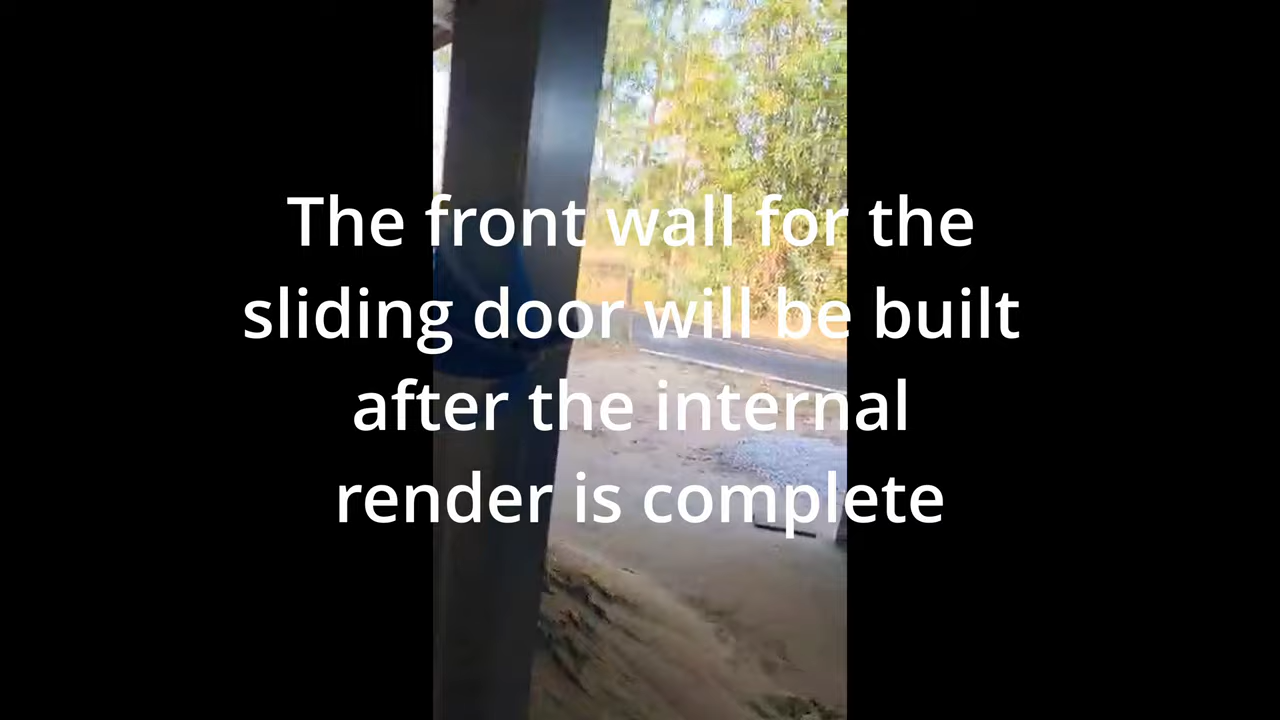 The front wall for the
sliding door will be built
after the internal
render is complete